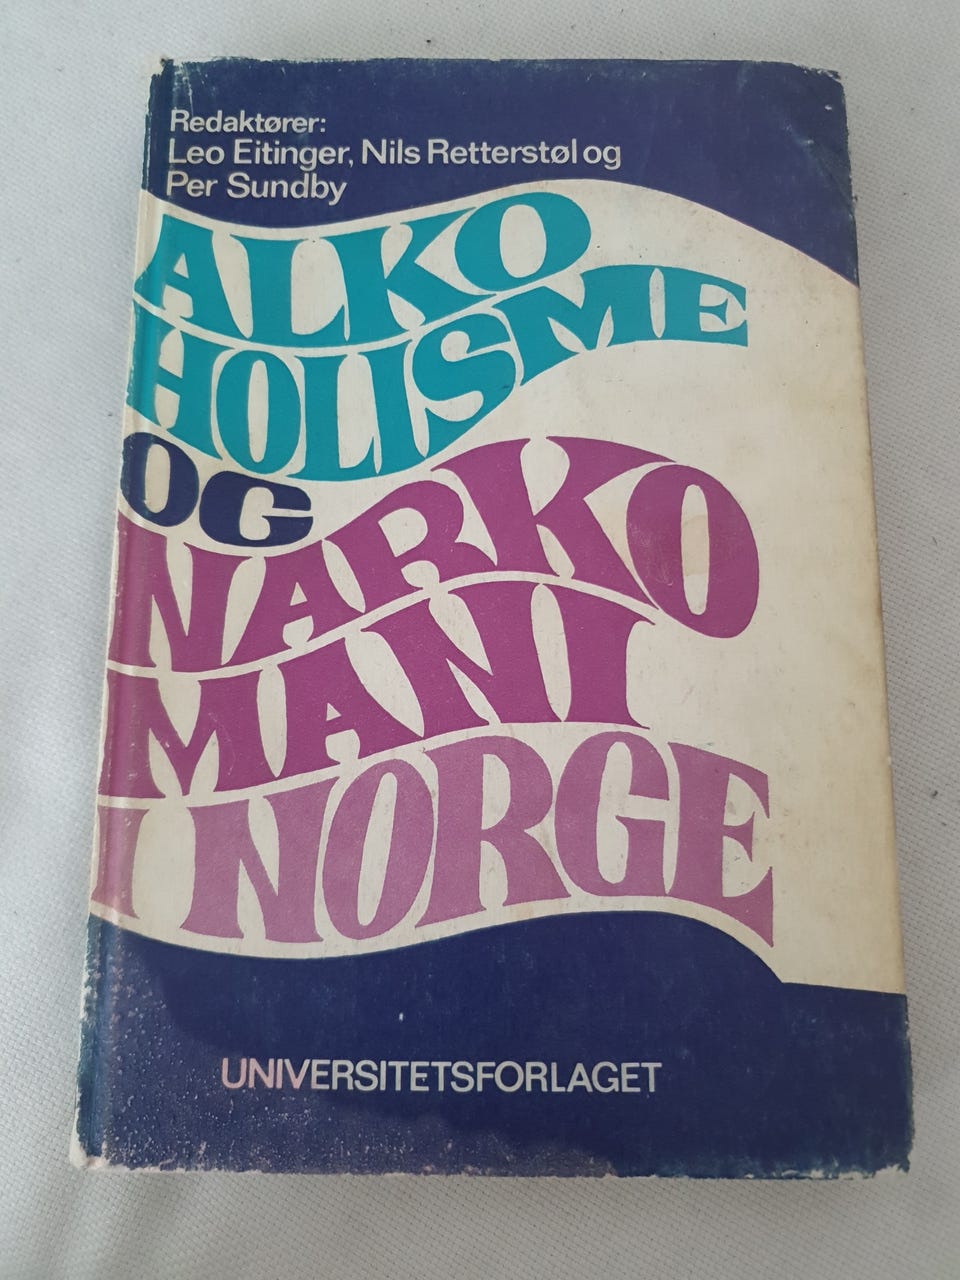 Redaktører:
Leo Eitinger, Nils Retterstøl og
Per Sundby
ALKO
HOLISME
OG
NARKO
MANI
I NORGE
UNIVERSITETSFORLAGET